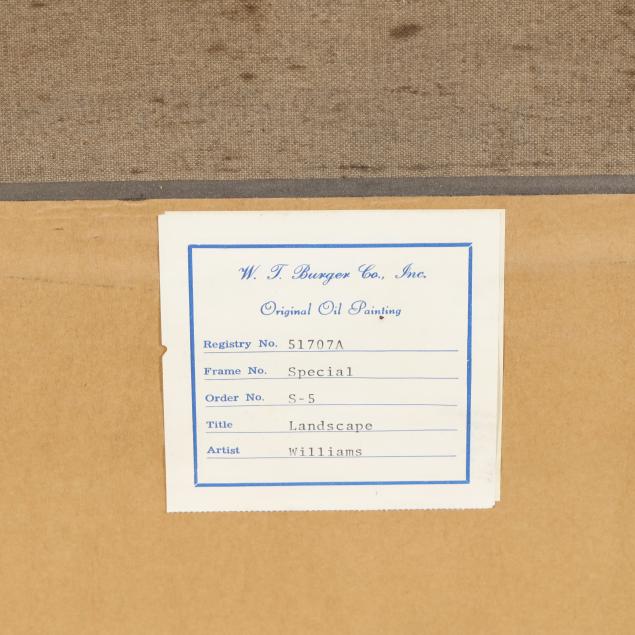 W. T. Burger Co., Inc.
Original Oil Painting
Registry No. 51707A
Frame No. Special
Order No. S-5
Title Landscape
Artist Williams